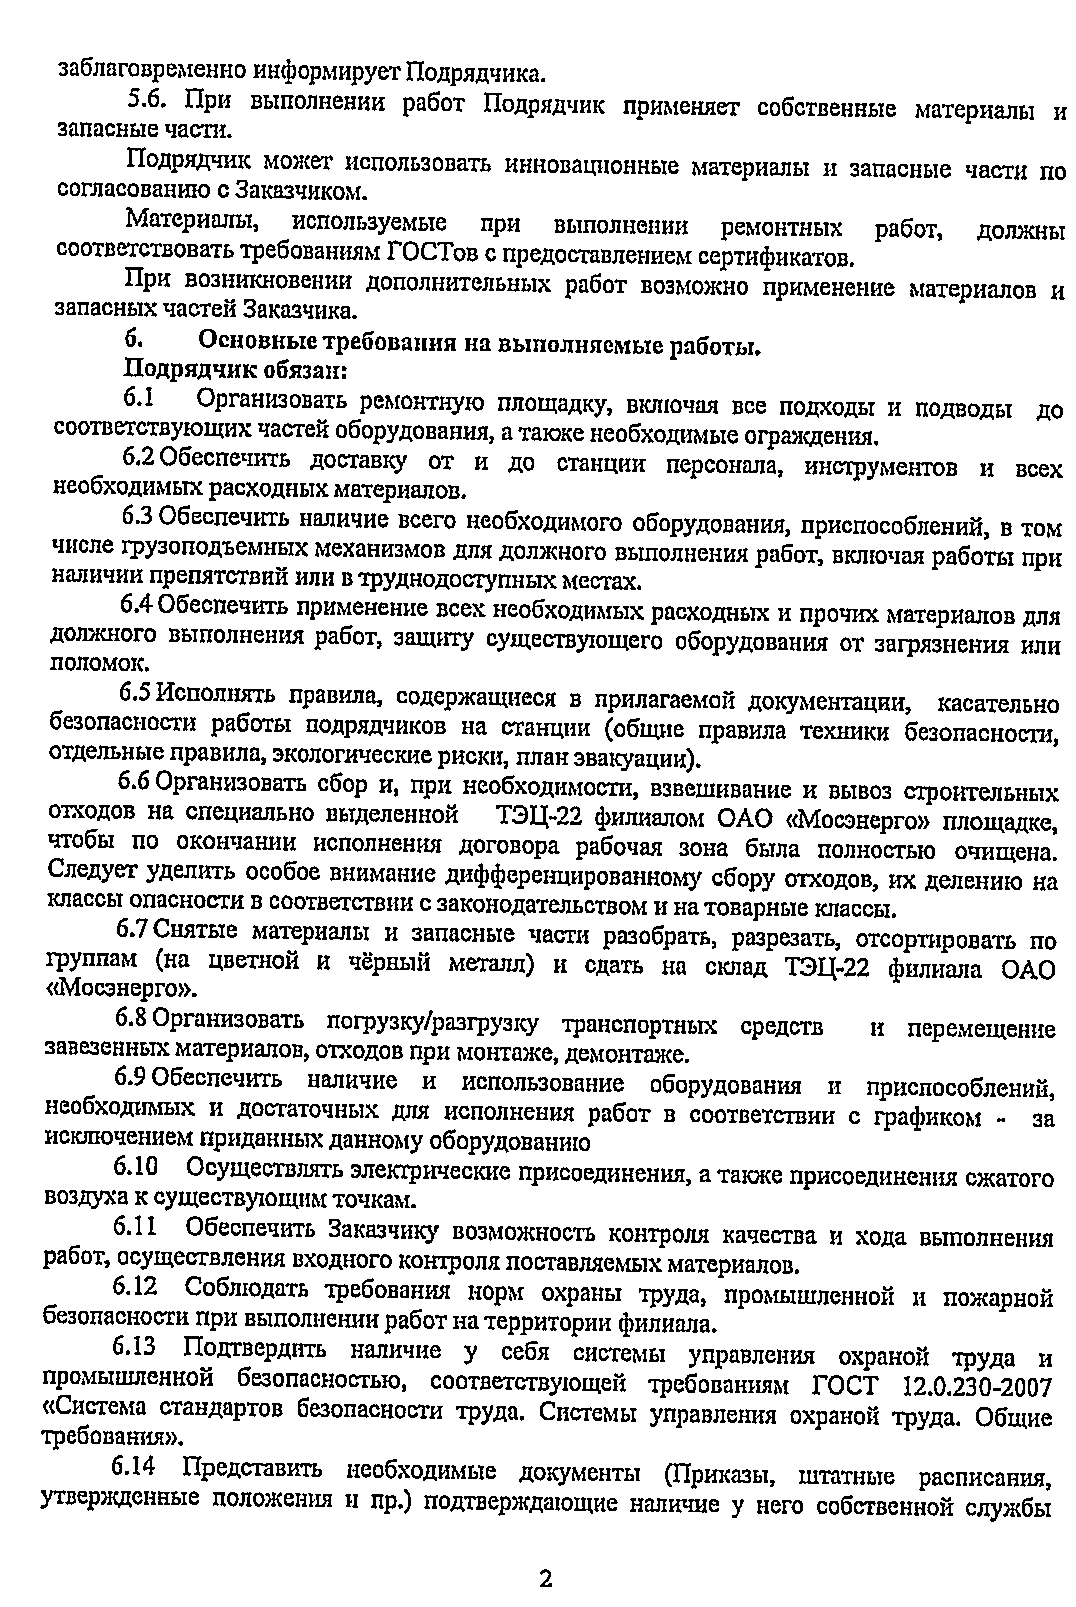 заблаговременно информирует Подрядчика.
5.6. При выполнении работ Подрядчик применяет собственные материалы и
запасные части.
Подрядчик может использовать инновационные материалы и запасные части по
согласованию с Заказчиком.
Материалы, используемые при выполнении ремонтных работ, должны
соответствовать требованиям ГОСТов с предоставлением сертификатов.
При возникновении дополнительных работ возможно применение материалов и
запасных частей Заказчика.
6. Основные требования на выполняемые работы.
Подрядчик обязан:
6.1 Организовать ремонтную площадку, включая все подходы и подводы до
соответствующих частей оборудования, а также необходимые ограждения.
6.2 Обеспечить доставку от и до станции персонала, инструментов и всех
необходимых расходных материалов.
6.3 Обеспечить наличие всего необходимого оборудования, приспособлений, в том
числе грузоподъемных механизмов для должного выполнения работ, включая работы при
наличии препятствий или в труднодоступных местах.
6.4 Обеспечить применение всех необходимых расходных и прочих материалов для
должного выполнения работ, защиту существующего оборудования от загрязнения или
поломок.
6.5 Исполнять правила, содержащиеся в прилагаемой документации, касательно
безопасности работы подрядчиков на станции (общие правила техники безопасности,
отдельные правила, экологические риски, план эвакуации).
6.6 Организовать сбор и, при необходимости, взвешивание и вывоз строительных
отходов на специально выделенной ТЭЦ-22 филиалом ОАО «Мосэнерго» площадке,
чтобы по окончании исполнения договора рабочая зона была полностью очищена.
Следует уделить особое внимание дифференцированному сбору отходов, их делению на
классы опасности в соответствии с законодательством и на товарные классы.
6.7 Снятые материалы и запасные части разобрать, разрезать, отсортировать по
группам (на цветной и чёрный металл) и сдать на склад ТЭЦ-22 филиала ОАО
«Мосэнерго».
6.8 Организовать погрузку/разгрузку транспортных средств и перемещение
завезенных материалов, отходов при монтаже, демонтаже.
6.9 Обеспечить наличие и использование оборудования и приспособлений,
необходимых и достаточных для исполнения работ в соответствии с графиком - за
исключением приданных данному оборудованию
6.10 Осуществлять электрические присоединения, а также присоединения сжатого
воздуха к существующим точкам.
6.11 Обеспечить Заказчику возможность контроля качества и хода выполнения
работ, осуществления входного контроля поставляемых материалов.
6.12 Соблюдать требования норм охраны труда, промышленной и пожарной
безопасности при выполнении работ на территории филиала.
6.13 Подтвердить наличие у себя системы управления охраной труда и
промышленной безопасностью, соответствующей требованиям ГОСТ 12.0.230-2007
«Система стандартов безопасности труда. Системы управления охраной труда. Общие
требования».
6.14 Представить необходимые документы (Приказы, штатные расписания,
утвержденные положения и пр.) подтверждающие наличие у него собственной службы
2